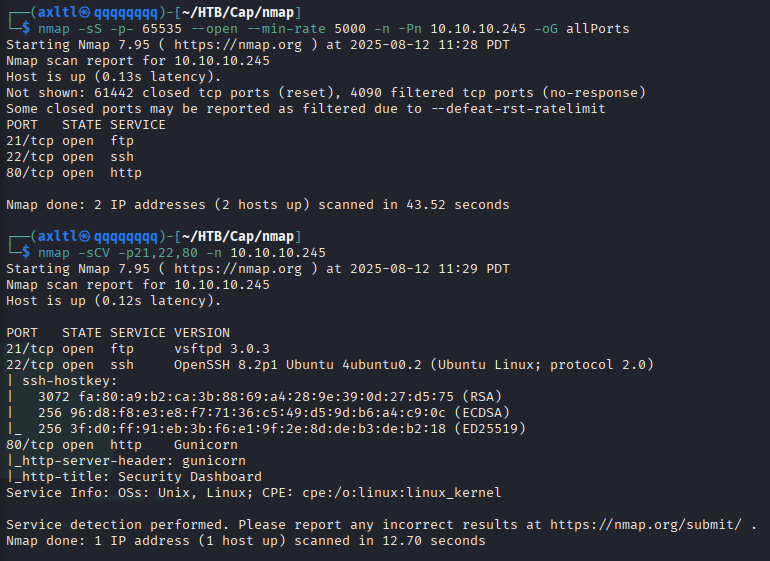 ┌──(axltl㉿qqqqqqqq)-[~/HTB/Cap/nmap]
└─$ nmap -sS -p- 65535 --open --min-rate 5000 -n -Pn 10.10.10.245 -oG allPorts
Starting Nmap 7.95 ( https://nmap.org ) at 2025-08-12 11:28 PDT
Nmap scan report for 10.10.10.245
Host is up (0.13s latency).
Not shown: 61442 closed tcp ports (reset), 4090 filtered tcp ports (no-response)
Some closed ports may be reported as filtered due to --defeat-rst-ratelimit
PORT   STATE SERVICE
21/tcp open  ftp
22/tcp open  ssh
80/tcp open  http

Nmap done: 2 IP addresses (2 hosts up) scanned in 43.52 seconds

┌──(axltl㉿qqqqqqqq)-[~/HTB/Cap/nmap]
└─$ nmap -sCV -p21,22,80 -n 10.10.10.245
Starting Nmap 7.95 ( https://nmap.org ) at 2025-08-12 11:29 PDT
Nmap scan report for 10.10.10.245
Host is up (0.12s latency).

PORT   STATE SERVICE VERSION
21/tcp open  ftp     vsftpd 3.0.3
22/tcp open  ssh     OpenSSH 8.2p1 Ubuntu 4ubuntu0.2 (Ubuntu Linux; protocol 2.0)
| ssh-hostkey:
|   3072 fa:80:a9:b2:ca:3b:88:69:a4:28:9e:39:0d:27:d5:75 (RSA)
|   256 96:d8:f8:e3:e8:f7:71:36:c5:49:d5:9d:b6:a4:c9:0c (ECDSA)
|_  256 3f:d0:ff:91:eb:3b:f6:e1:9f:2e:8d:de:b3:de:b2:18 (ED25519)
80/tcp open  http    Gunicorn
|_http-server-header: gunicorn
|_http-title: Security Dashboard
Service Info: OSs: Unix, Linux; CPE: cpe:/o:linux:linux_kernel

Service detection performed. Please report any incorrect results at https://nmap.org/submit/ .
Nmap done: 1 IP address (1 host up) scanned in 12.70 seconds